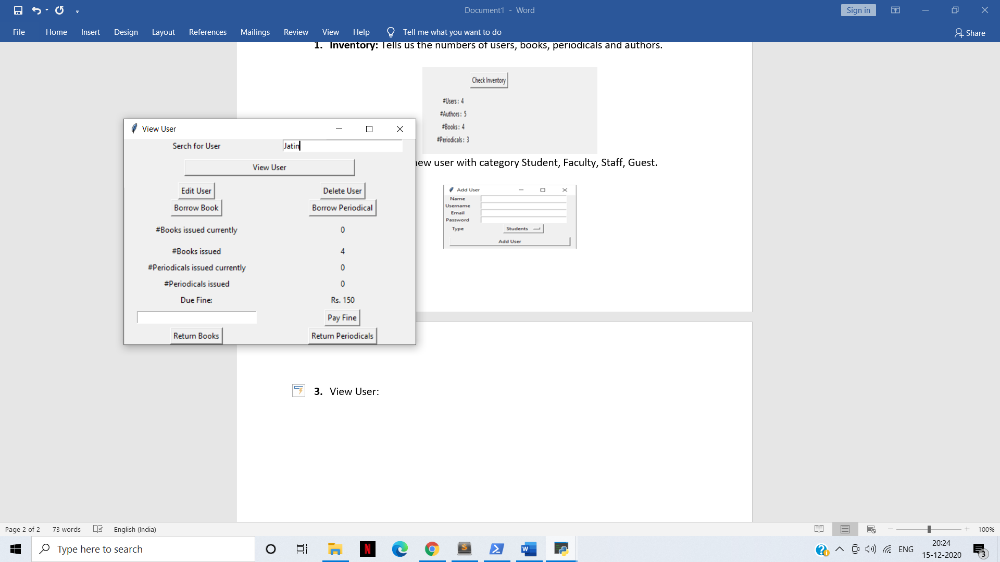 Document1 - Word
Sign in
File Home Insert Design Layout References Mailings Review View Help Tell me what you want to do Share
1. Inventory: Tells us the numbers of users, books, periodicals and authors.
Check Inventory
#Users: 4
#Authors: 5
#Books: 4
#Periodicals: 3
new user with category Student, Faculty, Staff, Guest.
Add User
Name
Username
Email
Password
Type Students
Add User
View User
Serch for User Jatin
View User
Edit User Delete User
Borrow Book Borrow Periodical
#Books issued currently 0
#Books issued 4
#Periodicals issued currently 0
#Periodicals issued 0
Due Fine: Rs. 150
Pay Fine
Return Books Return Periodicals
3. View User:
Page 2 of 2 73 words English (India) 100%
Type here to search
N
S
W
ENG
20:24
15-12-2020
3